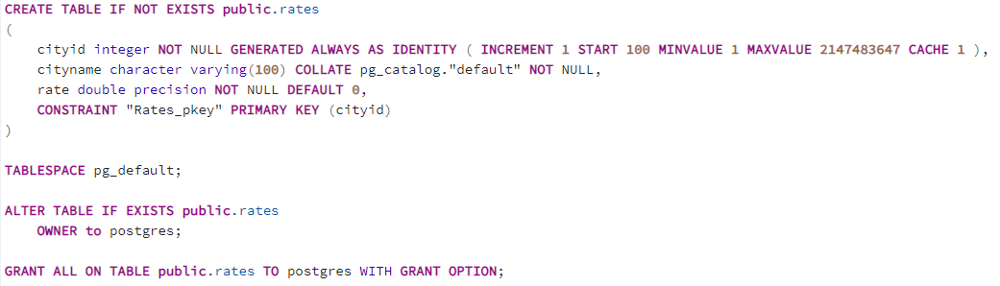 CREATE TABLE IF NOT EXISTS public.rates
(
    cityid integer NOT NULL GENERATED ALWAYS AS IDENTITY ( INCREMENT 1 START 100 MINVALUE 1 MAXVALUE 2147483647 CACHE 1 ),
    cityname character varying(100) COLLATE pg_catalog."default" NOT NULL,
    rate double precision NOT NULL DEFAULT 0,
    CONSTRAINT "Rates_pkey" PRIMARY KEY (cityid)
)
TABLESPACE pg_default;
ALTER TABLE IF EXISTS public.rates
    OWNER to postgres;
GRANT ALL ON TABLE public.rates TO postgres WITH GRANT OPTION;